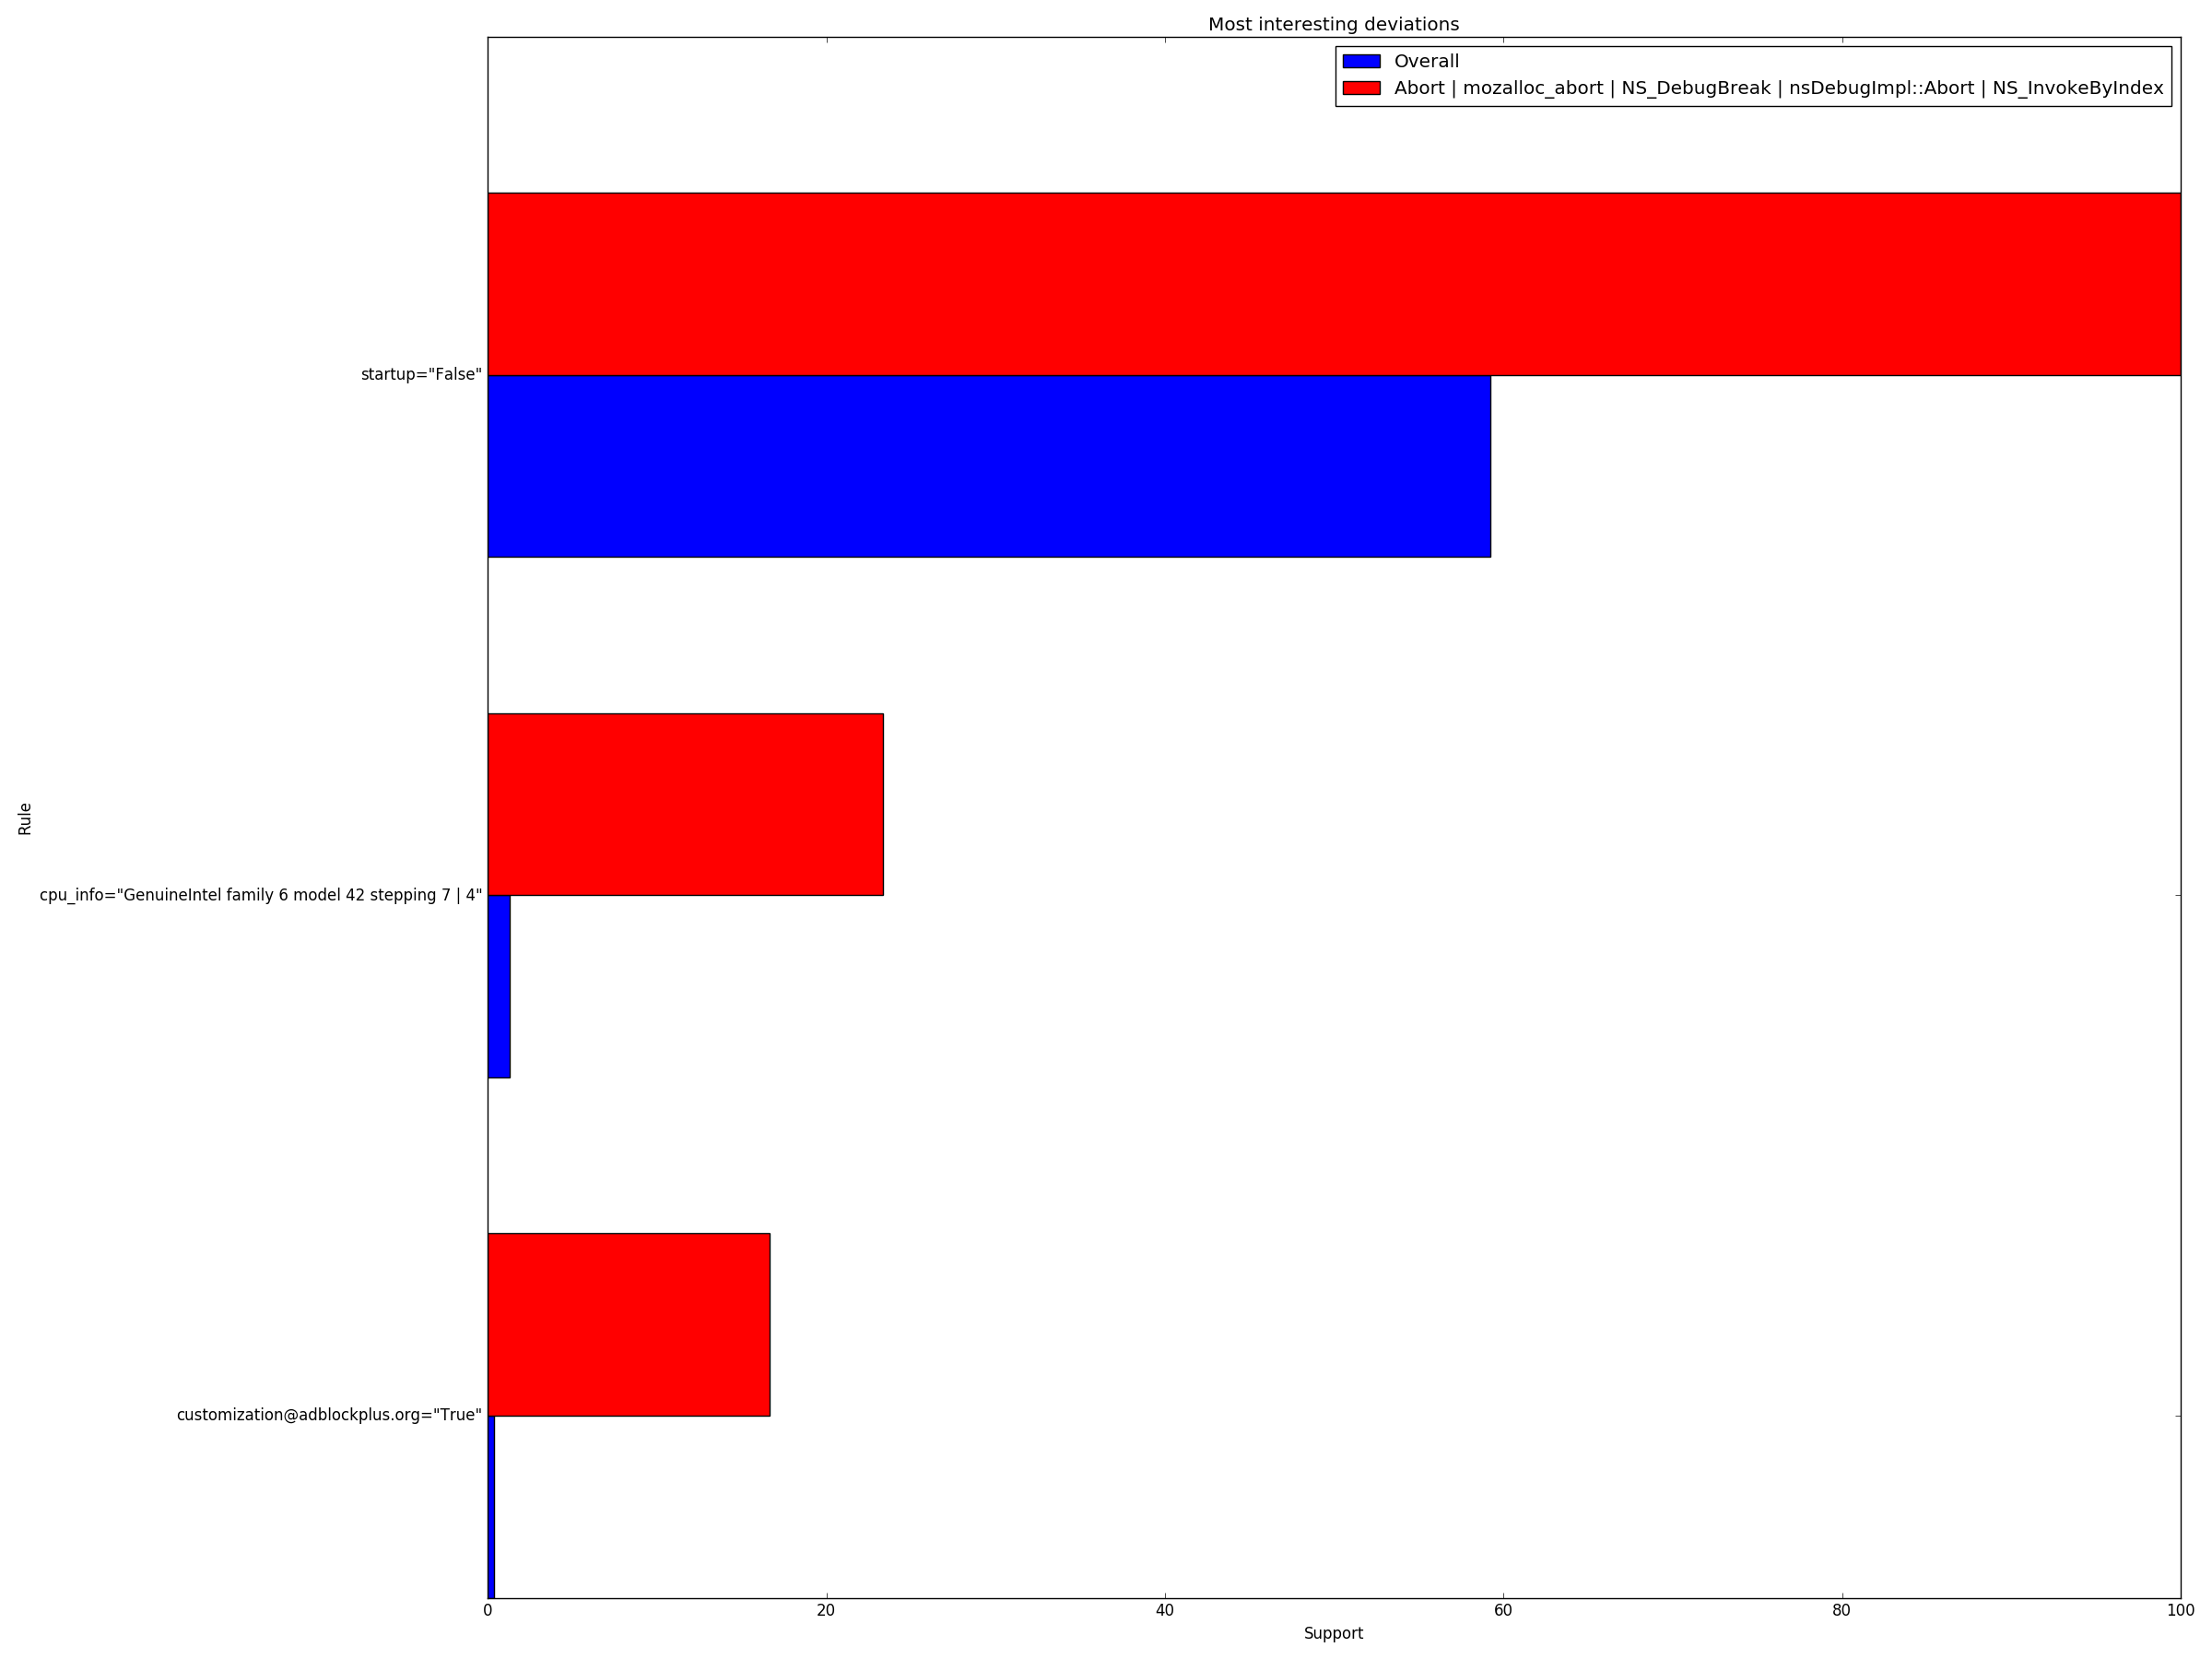 Most interesting deviations
Overall
Abort | mozalloc_abort | NS_DebugBreak | nsDebugImpl::Abort | NS_InvokeByIndex
startup="False"
Rule
cpu_info="GenuineIntel family 6 model 42 stepping 7 | 4"
customization@adblockplus.org="True"
0 20 40 60 80 100
Support